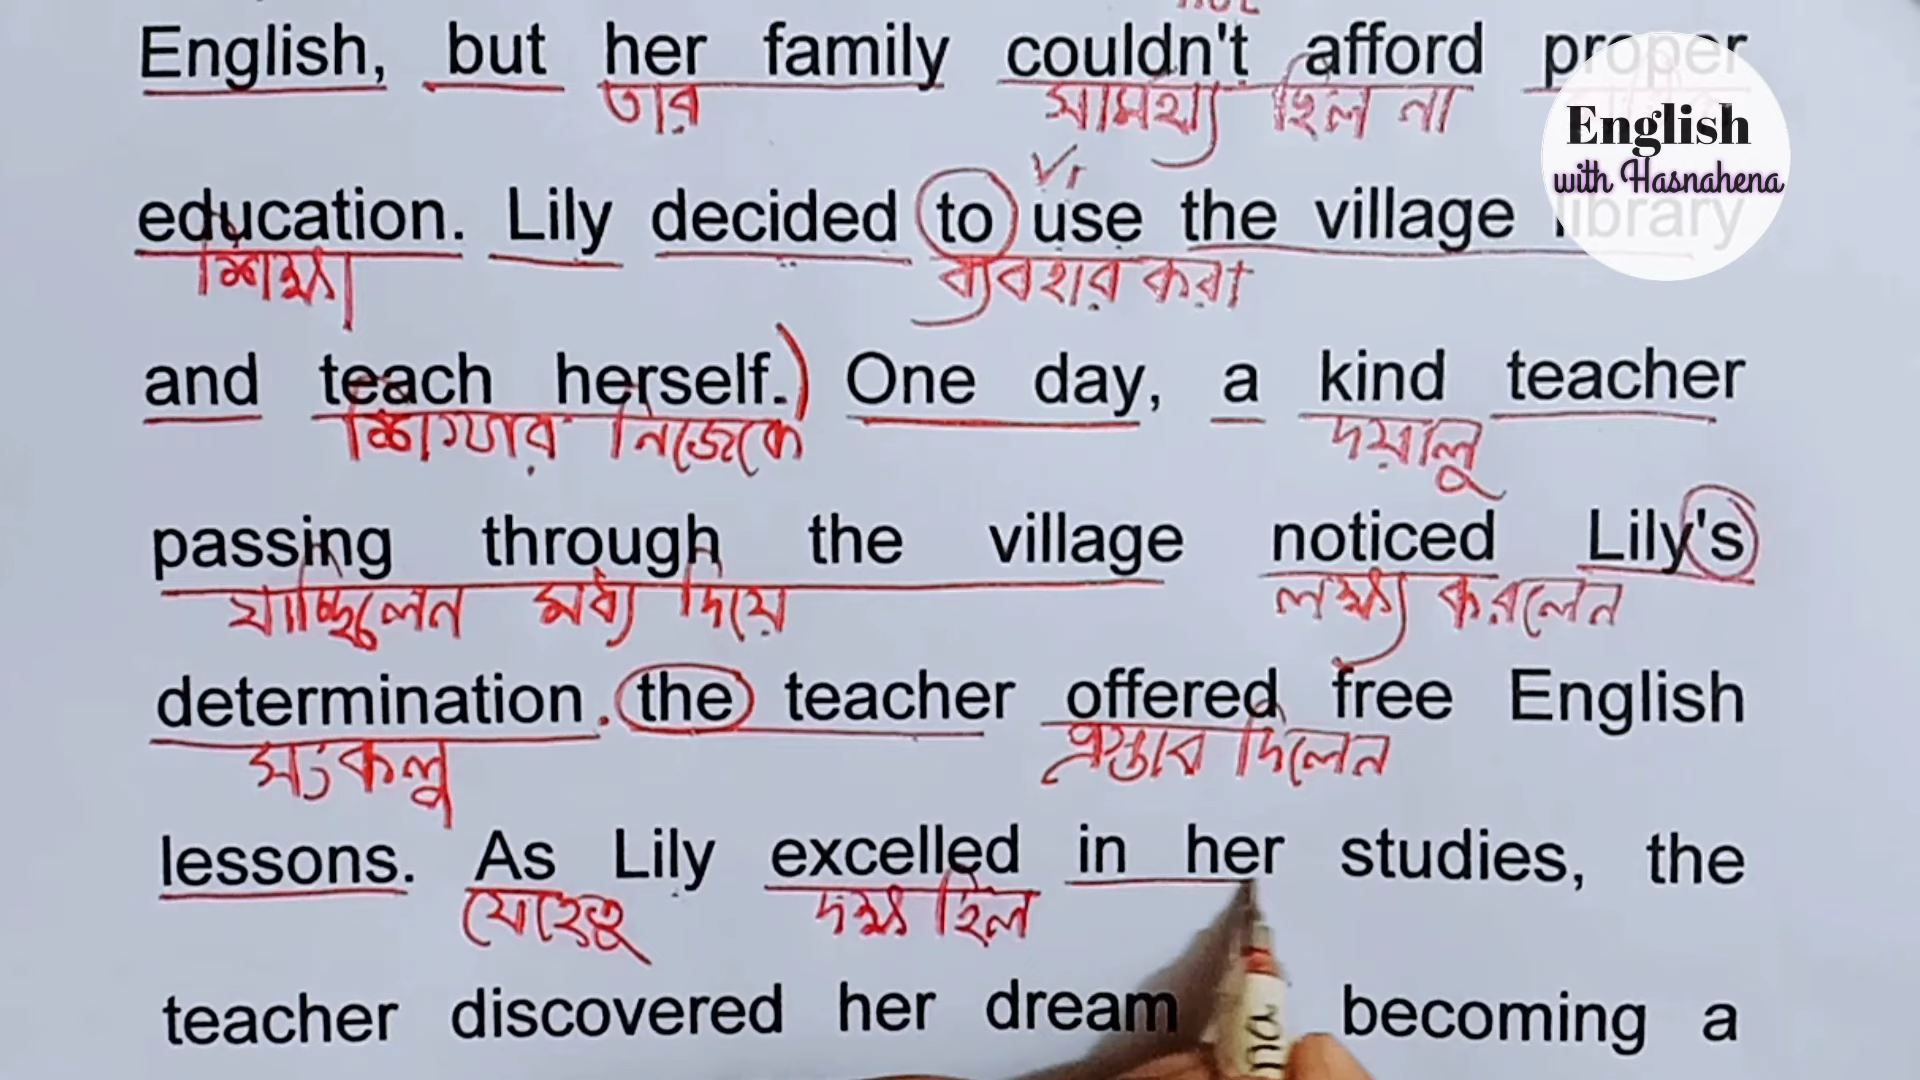 English, but her family couldn't afford proper
তার সামর্থ্য ছিল না
English
with Hasnahena
V1
education. Lily decided to use the village library
শিক্ষা ব্যবহার করা
and teach herself.) One day, a kind teacher
শিখার নিজেকে দয়ালু
passing through the village noticed Lily's
যাচ্ছিলেন মধ্য দিয়ে লক্ষ্য করলেন
determination. the teacher offered free English
সংকল্প প্রস্তাব দিলেন
lessons. As Lily excelled in her studies, the
যেহেতু দক্ষ ছিল
teacher discovered her dream becoming a